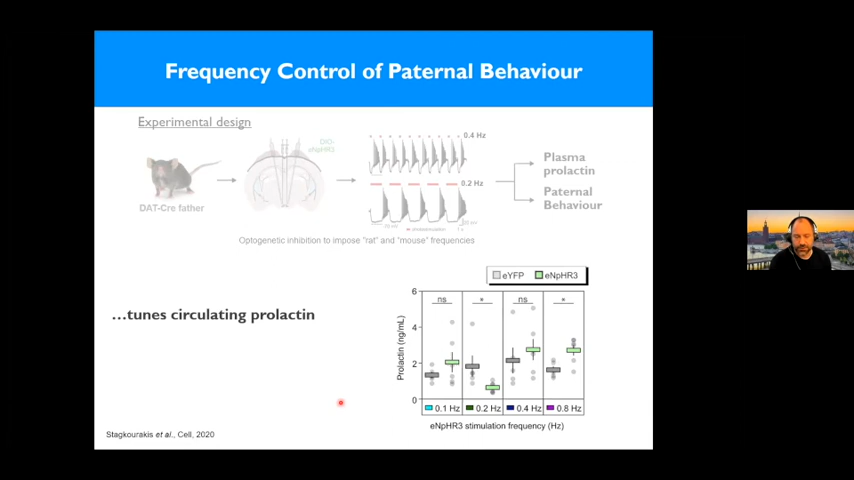 Frequency Control of Paternal Behaviour
Experimental design
DIO-
eNpHR3
0.4 Hz
0.2 Hz
Plasma
prolactin
Paternal
Behaviour
DAT-Cre father
Optogenetic inhibition to impose "rat" and "mouse" frequencies
eYFP eNpHR3
...tunes circulating prolactin
Prolactin (ng/mL)
6
4
2
0
ns * ns *
0.1 Hz 0.2 Hz 0.4 Hz 0.8 Hz
eNpHR3 stimulation frequency (Hz)
Stagkourakis et al., Cell, 2020